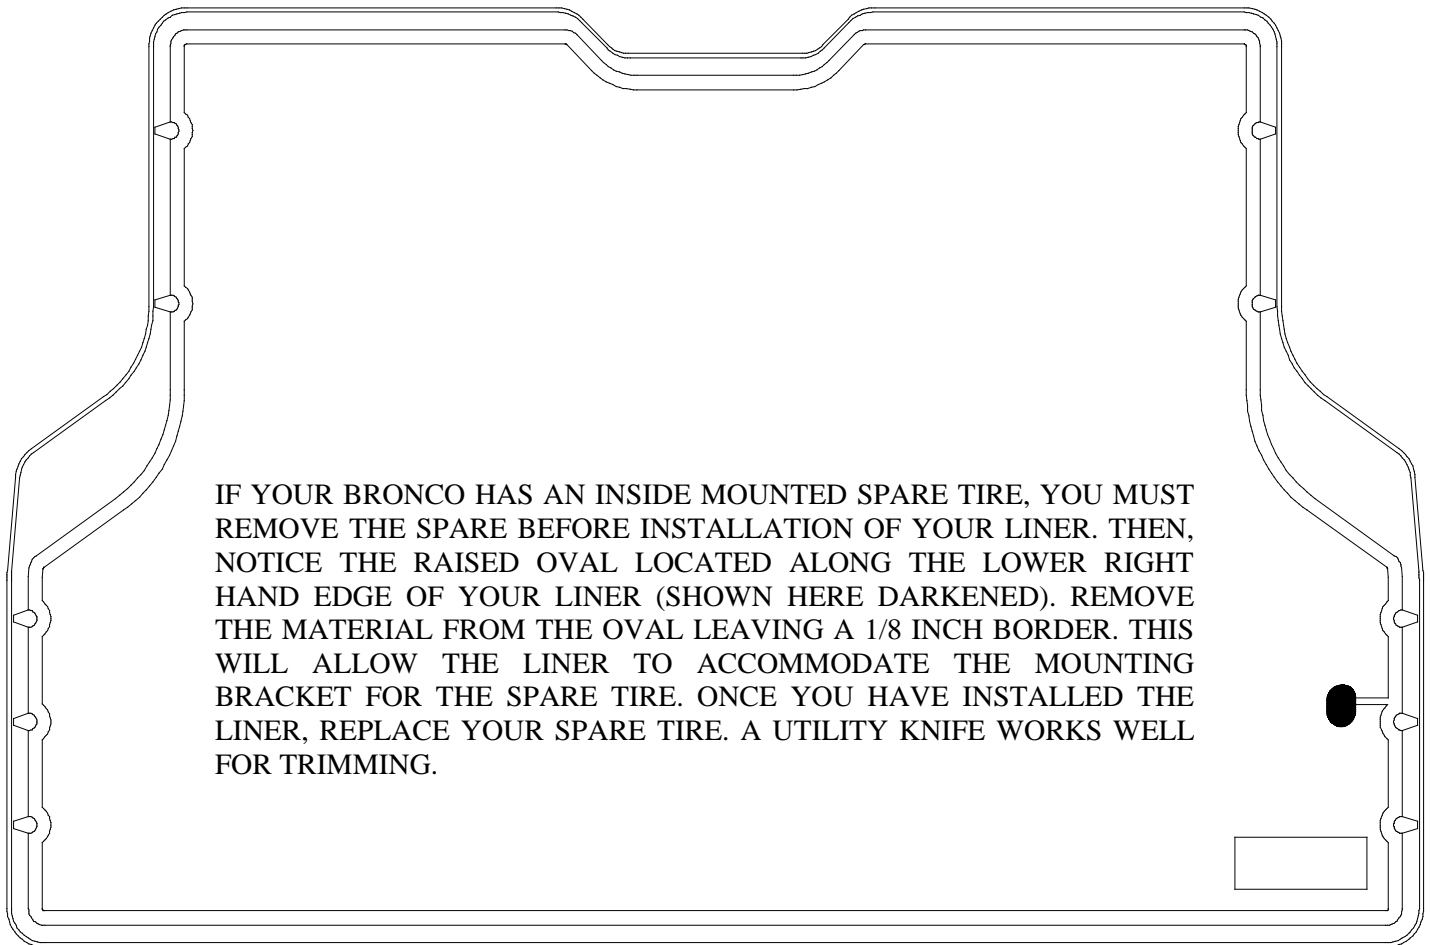 IF YOUR BRONCO HAS AN INSIDE MOUNTED SPARE TIRE, YOU MUST
REMOVE THE SPARE BEFORE INSTALLATION OF YOUR LINER. THEN,
NOTICE THE RAISED OVAL LOCATED ALONG THE LOWER RIGHT
HAND EDGE OF YOUR LINER (SHOWN HERE DARKENED). REMOVE
THE MATERIAL FROM THE OVAL LEAVING A 1/8 INCH BORDER. THIS
WILL ALLOW THE LINER TO ACCOMMODATE THE MOUNTING
BRACKET FOR THE SPARE TIRE. ONCE YOU HAVE INSTALLED THE
LINER, REPLACE YOUR SPARE TIRE. A UTILITY KNIFE WORKS WELL
FOR TRIMMING.